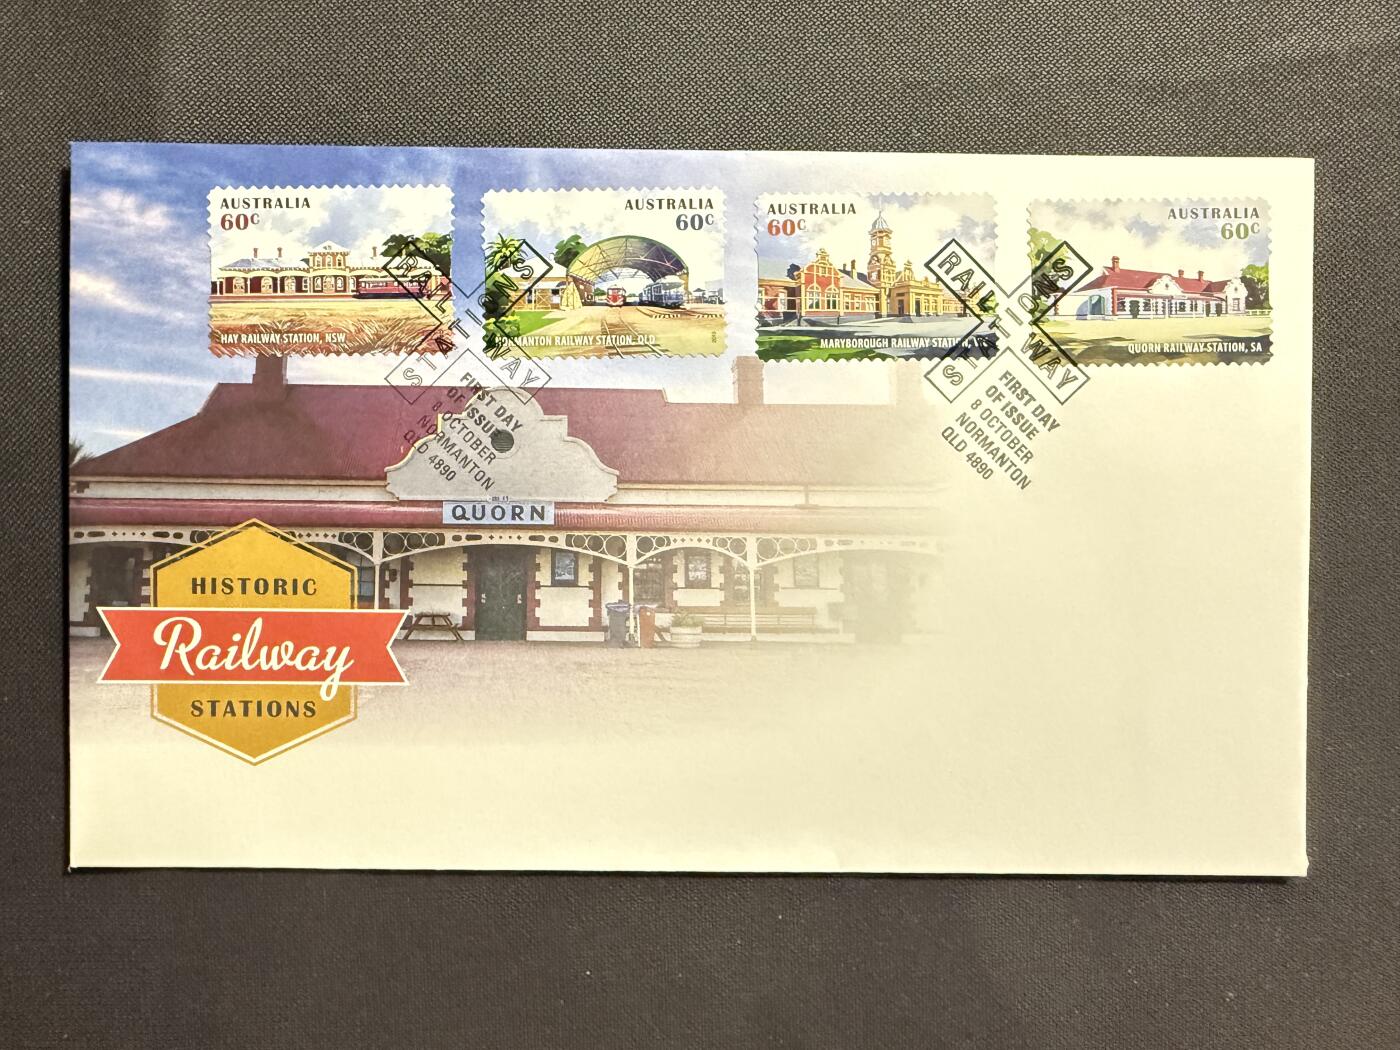 AUSTRALIA
60c
HAY RAILWAY STATION, NSW
AUSTRALIA
60c
NORMANTON RAILWAY STATION, QLD
AUSTRALIA
60c
MARYBOROUGH RAILWAY STATION,
AUSTRALIA
60c
QUORN RAILWAY STATION, SA
RAILWAY
STATIONS
FIRST DAY
OF ISSUE
8 OCTOBER
NORMANTON
QLD 4890
RAILWAY
STATIONS
FIRST DAY
OF ISSUE
8 OCTOBER
NORMANTON
QLD 4890
QUORN
HISTORIC
Railway
STATIONS